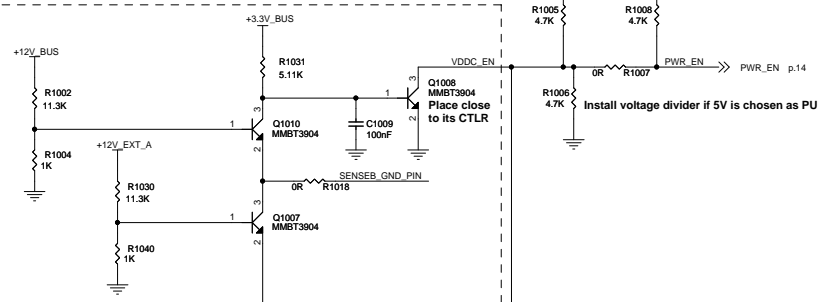 R1005
4.7K
R1008
4.7K
+3.3V_BUS
+12V_BUS
R1031
5.11K
VDDC_EN
PWR_EN
PWR_EN p.14
0R R1007
3
1
2
Q1008
MMBT3904
Place close
to its CTLR
R1006
4.7K
Install voltage divider if 5V is chosen as PU
R1002
11.3K
3
1
2
Q1010
MMBT3904
C1009
100nF
R1004
1K
+12V_EXT_A
SENSEB_GND_PIN
0R R1018
R1030
11.3K
3
1
2
Q1007
MMBT3904
R1040
1K